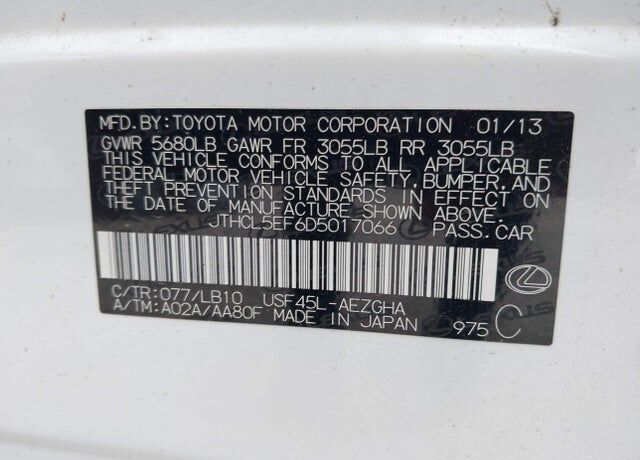 MFD.BY:TOYOTA MOTOR CORPORATION 01/13
GVWR 5680LB GAWR FR 3055LB RR 3055LB
THIS VEHICLE CONFORMS TO ALL APPLICABLE
FEDERAL MOTOR VEHICLE SAFETY,BUMPER,AND
THEFT PREVENTION STANDARDS IN EFFECT ON
THE DATE OF MANUFACTURE SHOWN ABOVE.
JTHCL5EF6D5017066 PASS.CAR
C/TR:077/LB10 USF45L-AEZGHA
A/TM:A02A/AA80F MADE IN JAPAN 975 C